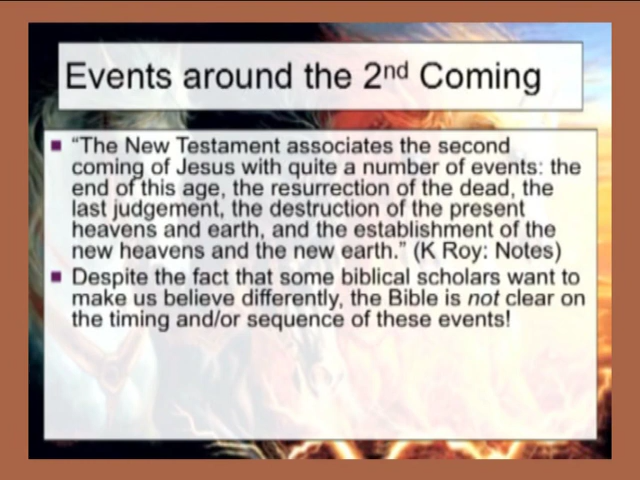 Events around the 2nd Coming
■ “The New Testament associates the second
coming of Jesus with quite a number of events: the
end of this age, the resurrection of the dead, the
last judgement, the destruction of the present
heavens and earth, and the establishment of the
new heavens and the new earth.” (K Roy: Notes)
■ Despite the fact that some biblical scholars want to
make us believe differently, the Bible is not clear on
the timing and/or sequence of these events!